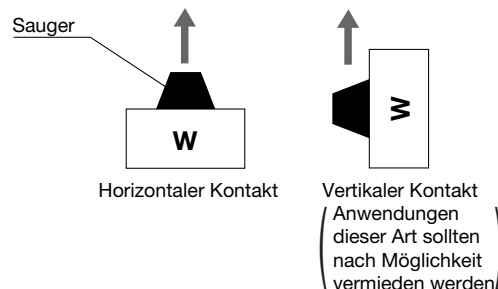 Sauger
W
W
Horizontaler Kontakt
Vertikaler Kontakt
(Anwendungen
dieser Art sollten
nach Möglichkeit
vermieden werden)